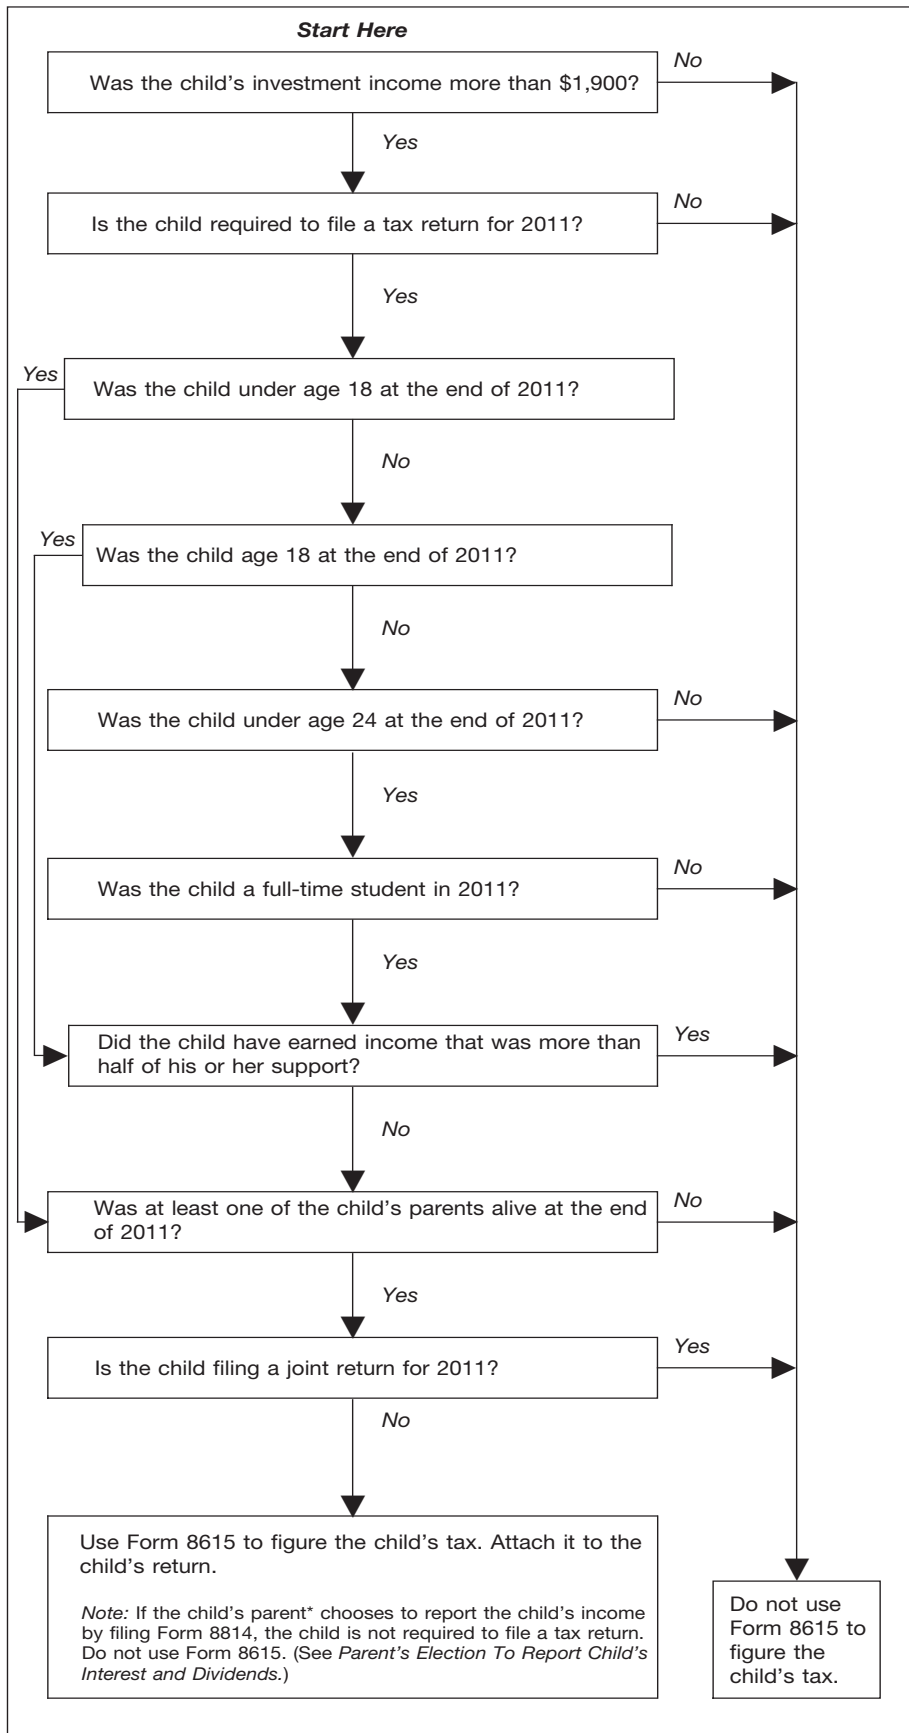 Start Here
Was the child's investment income more than $1,900?
No
Yes
Is the child required to file a tax return for 2011?
No
Yes
Yes
Was the child under age 18 at the end of 2011?
No
Yes
Was the child age 18 at the end of 2011?
No
Was the child under age 24 at the end of 2011?
No
Yes
Was the child a full-time student in 2011?
No
Yes
Did the child have earned income that was more than
half of his or her support?
Yes
No
Was at least one of the child's parents alive at the end
of 2011?
No
Yes
Is the child filing a joint return for 2011?
Yes
No
Use Form 8615 to figure the child's tax. Attach it to the
child's return.
Note: If the child's parent* chooses to report the child's income
by filing Form 8814, the child is not required to file a tax return.
Do not use Form 8615. (See Parent's Election To Report Child's
Interest and Dividends.)
Do not use
Form 8615 to
figure the
child's tax.